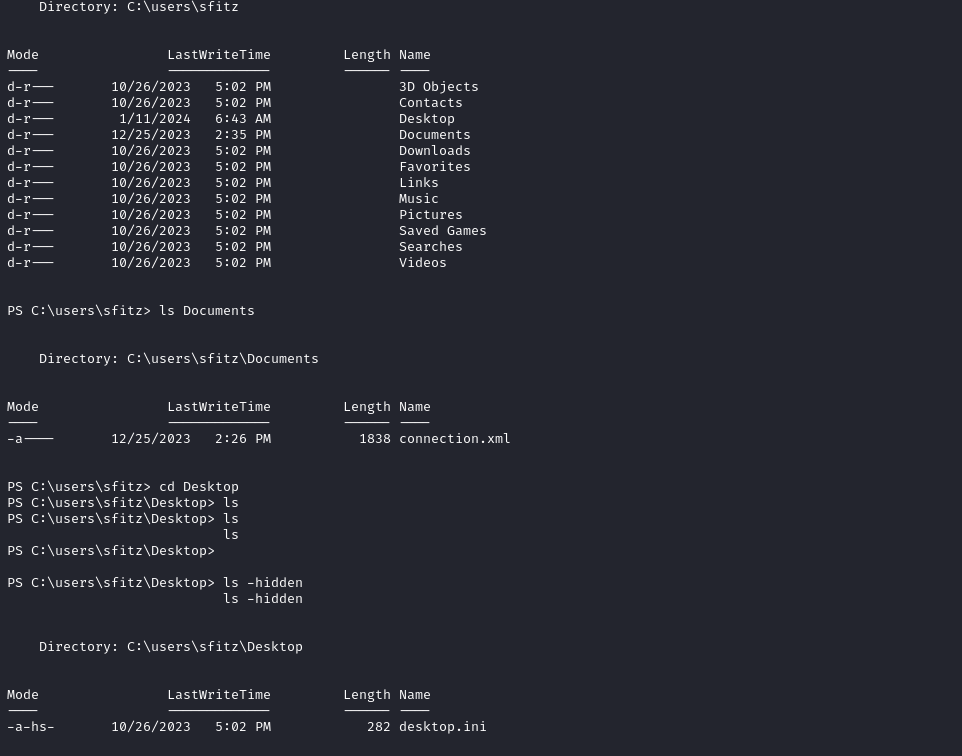 Directory: C:\users\sfitz
Mode                LastWriteTime         Length Name
----                -------------         ------ ----
d-r---       10/26/2023   5:02 PM                3D Objects
d-r---       10/26/2023   5:02 PM                Contacts
d-r---        1/11/2024   6:43 AM                Desktop
d-r---       12/25/2023   2:35 PM                Documents
d-r---       10/26/2023   5:02 PM                Downloads
d-r---       10/26/2023   5:02 PM                Favorites
d-r---       10/26/2023   5:02 PM                Links
d-r---       10/26/2023   5:02 PM                Music
d-r---       10/26/2023   5:02 PM                Pictures
d-r---       10/26/2023   5:02 PM                Saved Games
d-r---       10/26/2023   5:02 PM                Searches
d-r---       10/26/2023   5:02 PM                Videos
PS C:\users\sfitz> ls Documents
    Directory: C:\users\sfitz\Documents
Mode                LastWriteTime         Length Name
----                -------------         ------ ----
-a----       12/25/2023   2:26 PM           1838 connection.xml
PS C:\users\sfitz> cd Desktop
PS C:\users\sfitz\Desktop> ls
PS C:\users\sfitz\Desktop> ls
                           ls
PS C:\users\sfitz\Desktop>
PS C:\users\sfitz\Desktop> ls -hidden
                           ls -hidden
    Directory: C:\users\sfitz\Desktop
Mode                LastWriteTime         Length Name
----                -------------         ------ ----
-a-hs-       10/26/2023   5:02 PM            282 desktop.ini